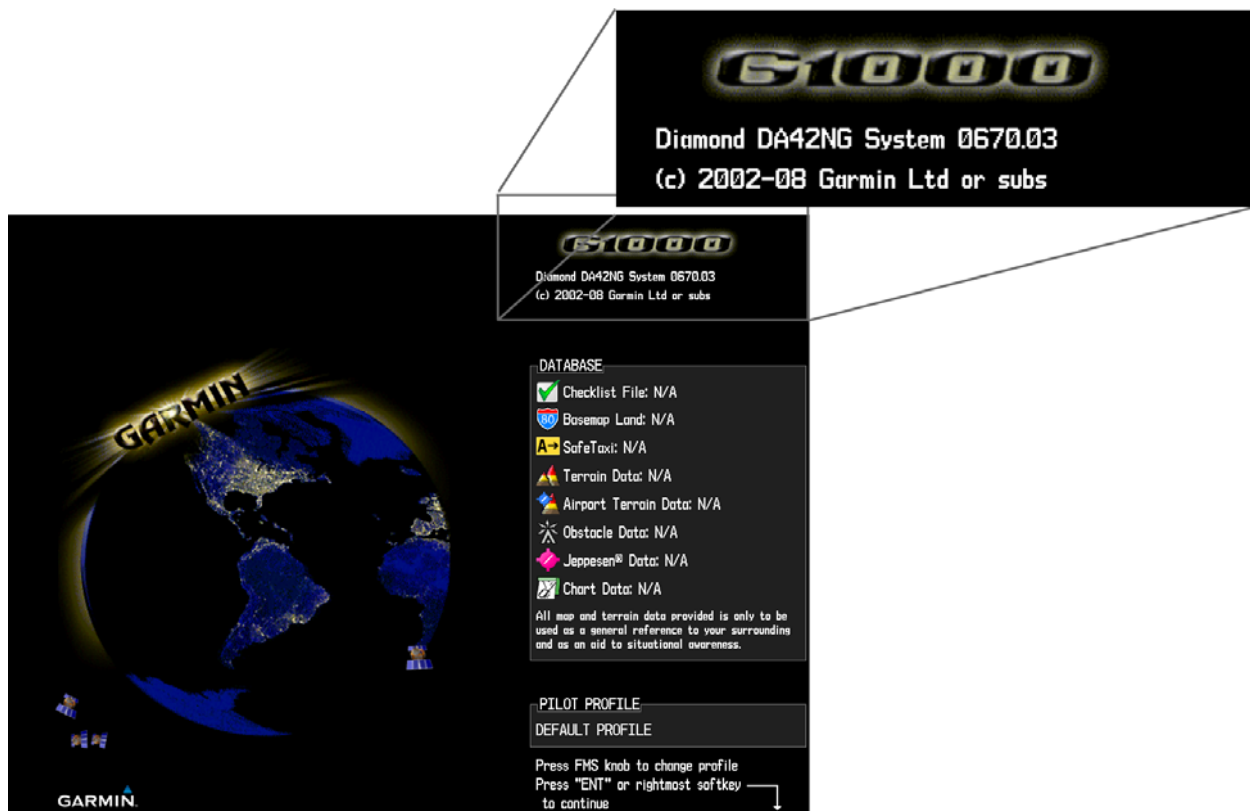 G1000
Diamond DA42NG System 0670.03
(c) 2002-08 Garmin Ltd or subs
G1000
Diamond DA42NG System 0670.03
(c) 2002-08 Garmin Ltd or subs
GARMIN
DATABASE
Checklist File: N/A
80 Basemap Land: N/A
A→ SafeTaxi: N/A
Terrain Data: N/A
Airport Terrain Data: N/A
Obstacle Data: N/A
Jeppesen® Data: N/A
Chart Data: N/A
All map and terrain data provided is only to be
used as a general reference to your surrounding
and as an aid to situational awareness.
PILOT PROFILE
DEFAULT PROFILE
Press FMS knob to change profile
Press "ENT" or rightmost softkey
to continue
GARMIN.